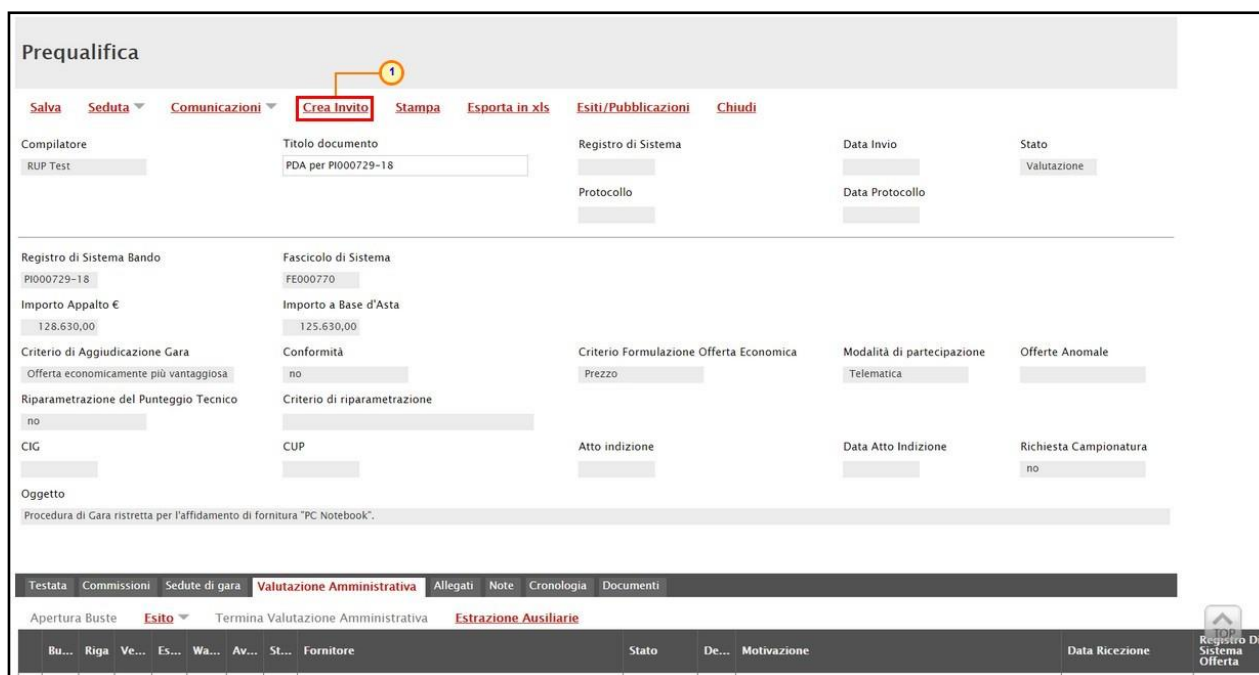 Prequalifica
1
Salva Seduta Comunicazioni Crea Invito Stampa Esporta in xls Esiti/Pubblicazioni Chiudi
Compilatore Titolo documento Registro di Sistema Data Invio Stato
RUP Test PDA per PI000729-18 Valutazione
Protocollo Data Protocollo
Registro di Sistema Bando Fascicolo di Sistema
PI000729-18 FE000770
Importo Appalto € Importo a Base d'Asta
128.630,00 125.630,00
Criterio di Aggiudicazione Gara Conformità Criterio Formulazione Offerta Economica Modalità di partecipazione Offerte Anomale
Offerta economicamente più vantaggiosa no Prezzo Telematica
Riparametrazione del Punteggio Tecnico Criterio di riparametrazione
no
CIG CUP Atto indizione Data Atto Indizione Richiesta Campionatura
no
Oggetto
Procedura di Gara ristretta per l'affidamento di fornitura "PC Notebook".
Testata Commissioni Sedute di gara Valutazione Amministrativa Allegati Note Cronologia Documenti
Apertura Buste Esito Termina Valutazione Amministrativa Estrazione Ausiliarie
TOP
Bu... Riga Ve... Es... Wa... Av... St... Fornitore Stato De... Motivazione Data Ricezione Registro Di
Sistema
Offerta